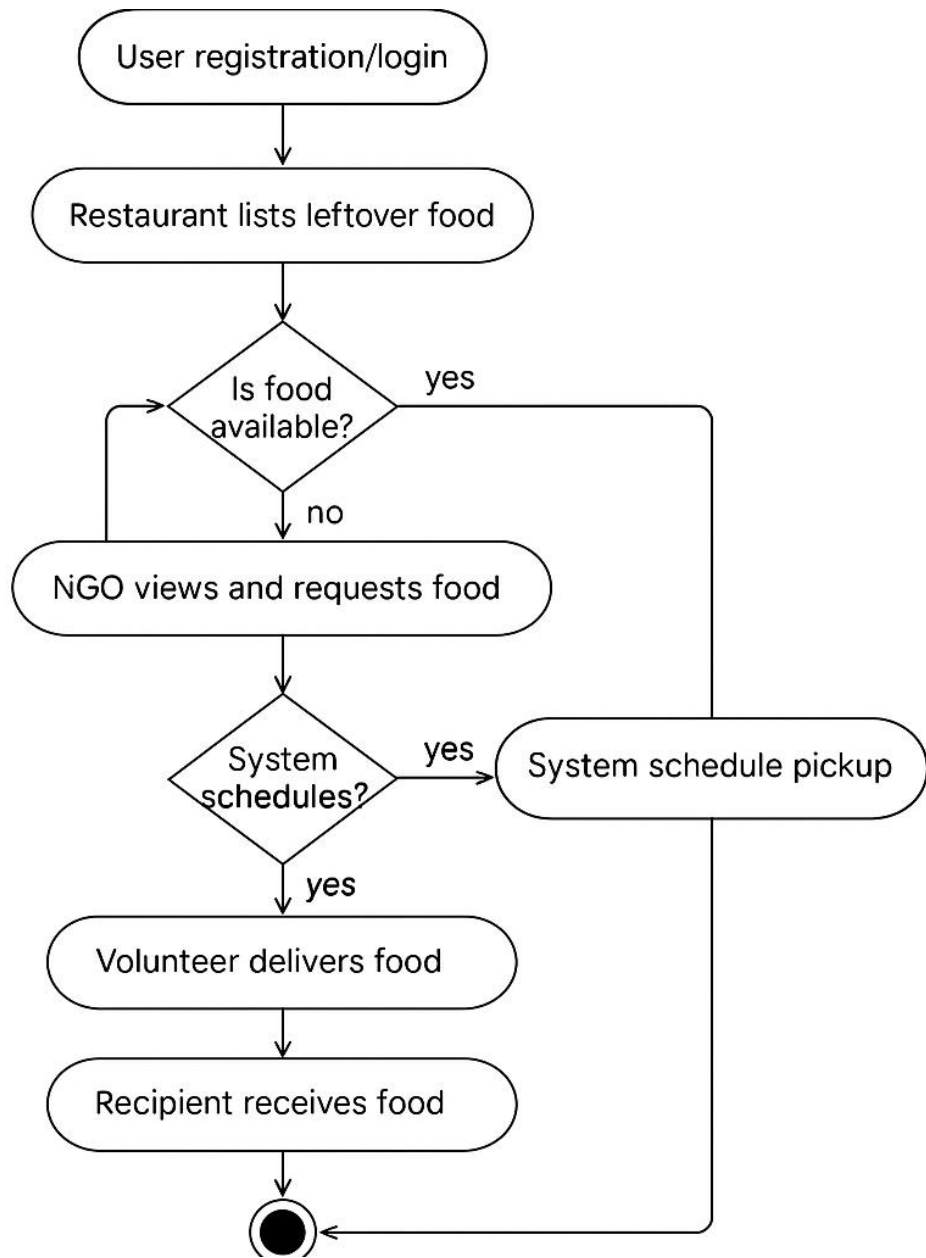 User registration/login
Restaurant lists leftover food
Is food
available?
yes
no
NGO views and requests food
System
schedules?
yes
System schedule pickup
yes
Volunteer delivers food
Recipient receives food